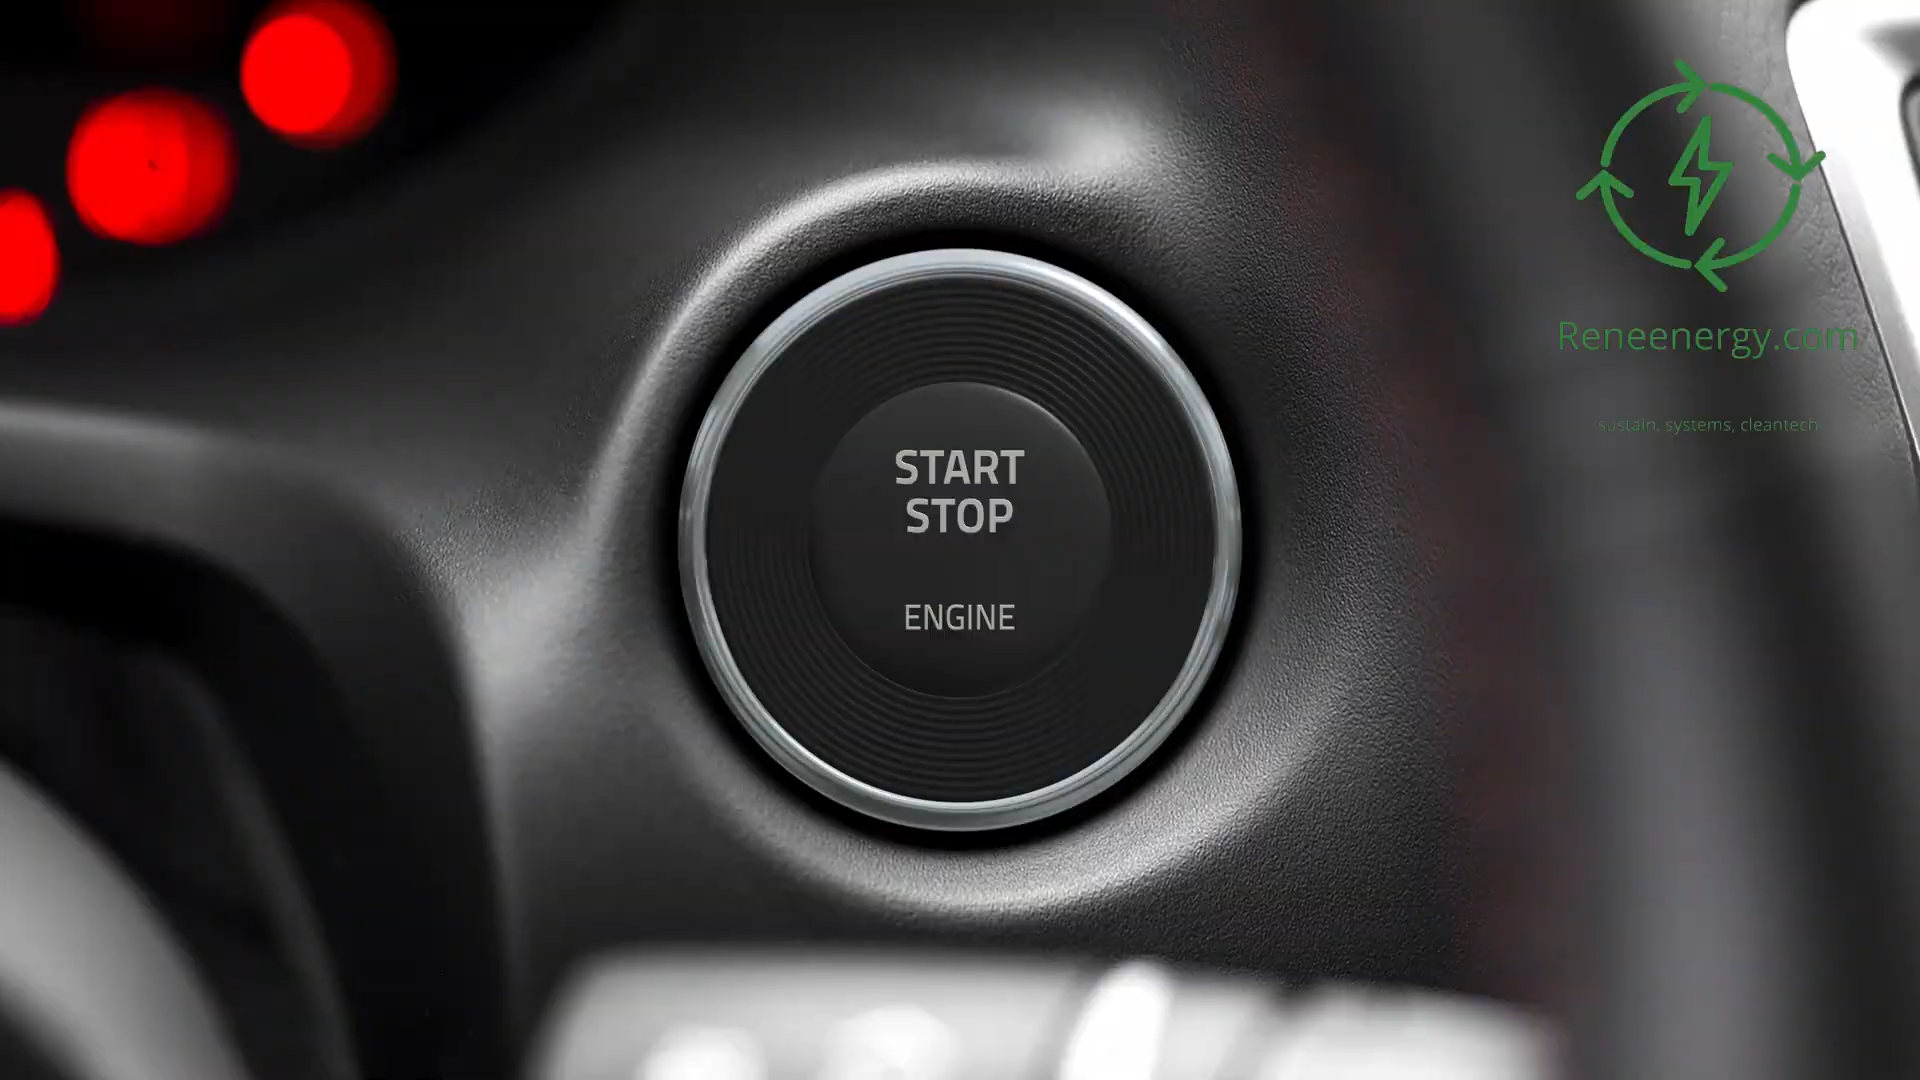 START
STOP
ENGINE
Reneenergy.com
sustain, systems, cleantech